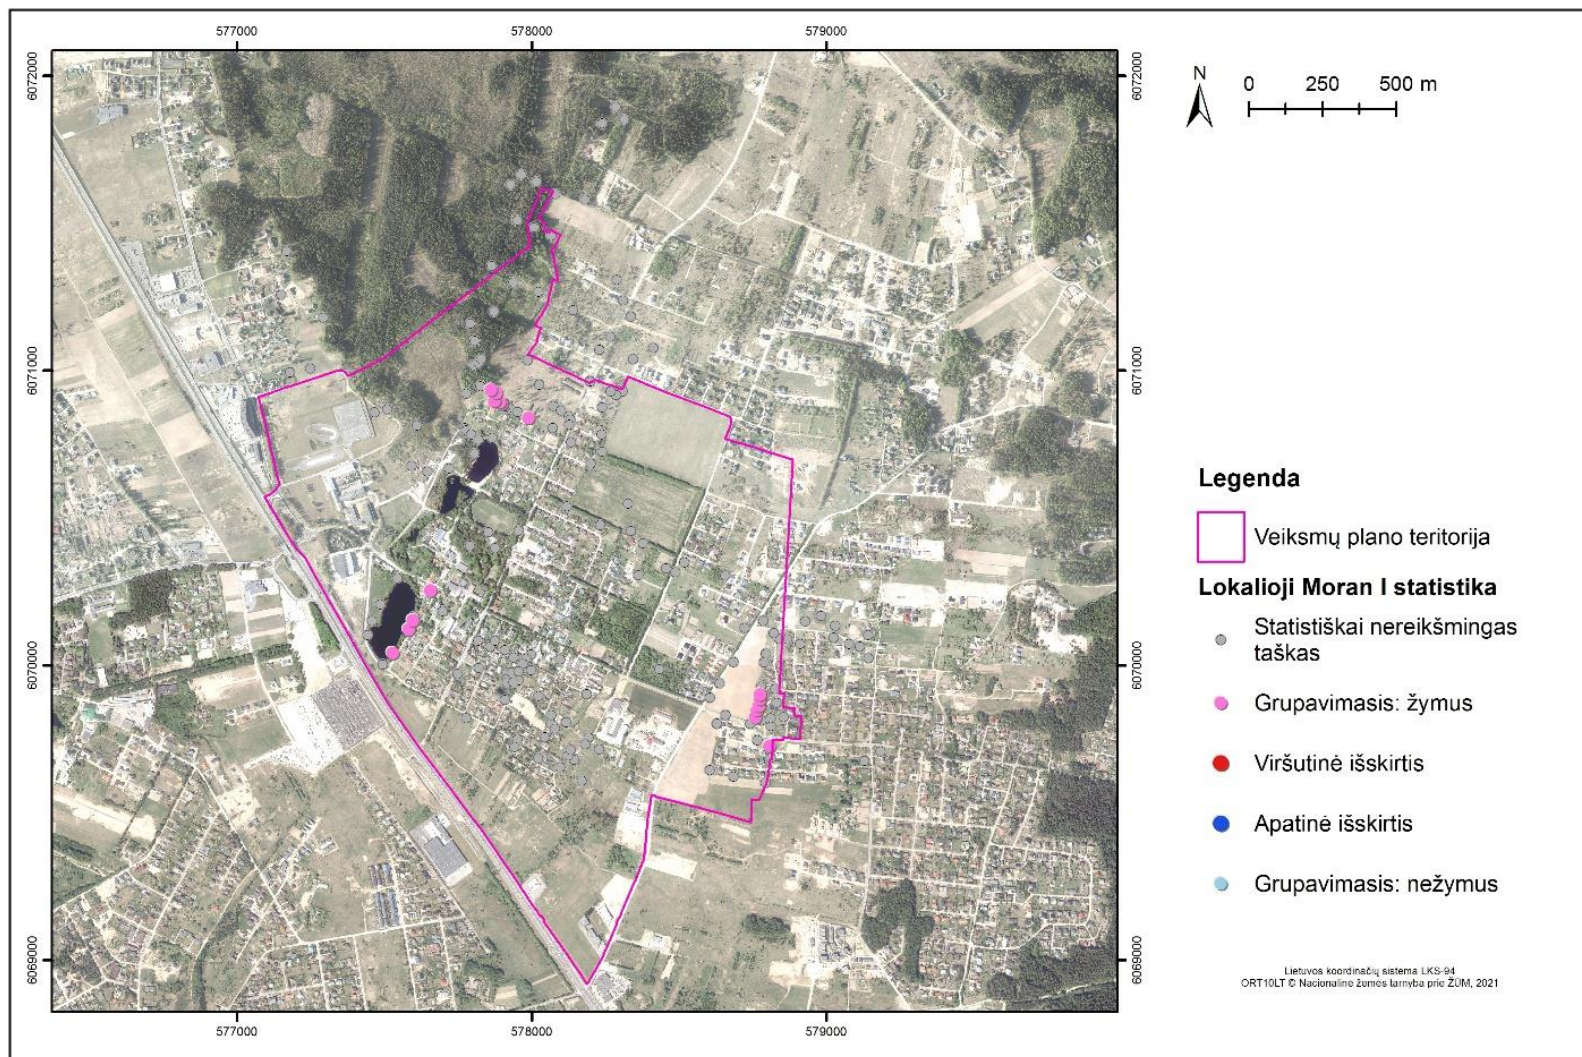 577000 578000 579000
6072000 6072000
6071000 6071000
6070000 6070000
6069000 6069000
577000 578000 579000
N
0 250 500 m
Legenda
Veiksmų plano teritorija
Lokalioji Moran I statistika
Statistiškai nereikšmingas
taškas
Grupavimasis: žymus
Viršutinė išskirtis
Apatinė išskirtis
Grupavimasis: nežymus
Lietuvos koordinačių sistema LKS-94
ORT10LT © Nacionalinė žemės tarnyba prie ŽŪM, 2021